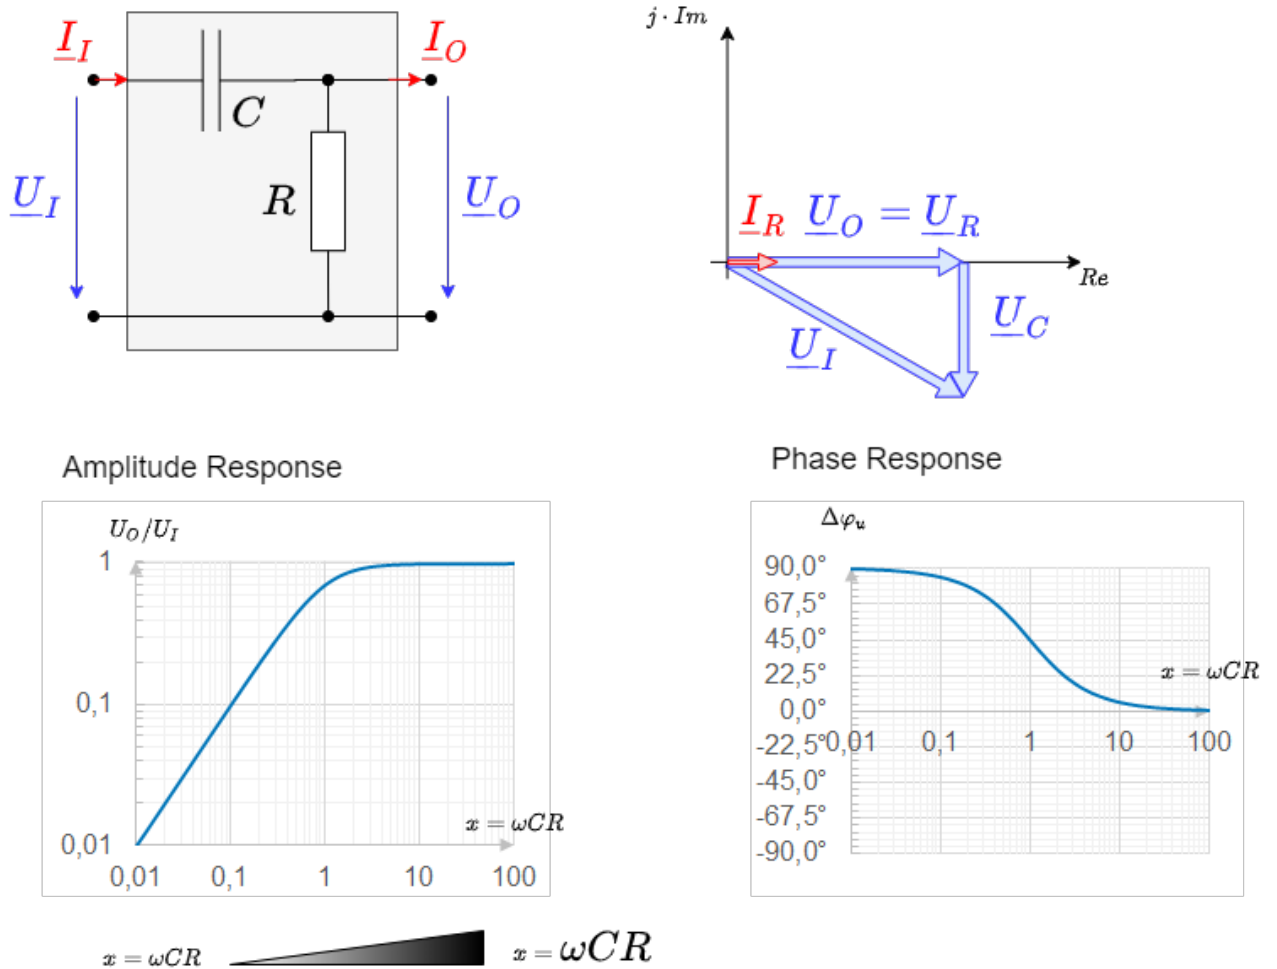 I_I
I_O
C
R
U_I
U_O
j · Im
I_R U_O = U_R
Re
U_C
U_I
Amplitude Response
U_O/U_I
1
0,1
0,01
0,01 0,1 1 10 100
x = ωCR
Phase Response
Δφ_u
90,0°
67,5°
45,0°
22,5°
0,0°
-22,5°
-45,0°
-67,5°
-90,0°
0,01 0,1 1 10 100
x = ωCR
x = ωCR
x = ωCR